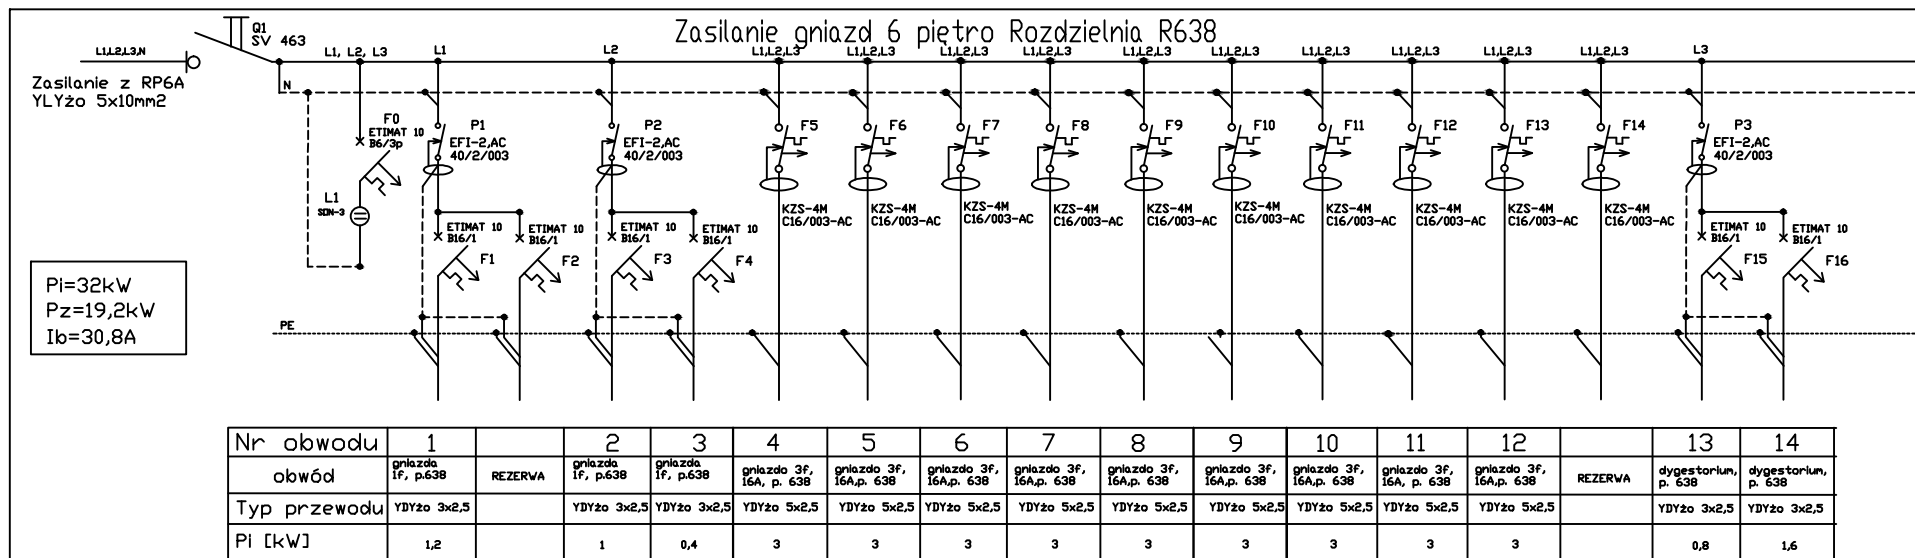 Zasilanie gniazd 6 piętro Rozdzielnia R638
Q1
SV 463
L1,L2,L3,N
Zasilanie z RP6A
YLYżo 5x10mm2
L1, L2, L3
L1
L2
L1,L2,L3
L1,L2,L3
L1,L2,L3
L1,L2,L3
L1,L2,L3
L1,L2,L3
L1,L2,L3
L1,L2,L3
L1,L2,L3
L1,L2,L3
L3
N
F0
ETIMAT 10
B6/3p
P1
EFI-2,AC
40/2/003
P2
EFI-2,AC
40/2/003
F5
F6
F7
F8
F9
F10
F11
F12
F13
F14
P3
EFI-2,AC
40/2/003
L1
SON-3
KZS-4M
C16/003-AC
KZS-4M
C16/003-AC
KZS-4M
C16/003-AC
KZS-4M
C16/003-AC
KZS-4M
C16/003-AC
KZS-4M
C16/003-AC
KZS-4M
C16/003-AC
KZS-4M
C16/003-AC
KZS-4M
C16/003-AC
KZS-4M
C16/003-AC
ETIMAT 10
B16/1
F1
ETIMAT 10
B16/1
F2
ETIMAT 10
B16/1
F3
ETIMAT 10
B16/1
F4
ETIMAT 10
B16/1
F15
ETIMAT 10
B16/1
F16
Pi=32kW
Pz=19,2kW
Ib=30,8A
PE
Nr obwodu 1 2 3 4 5 6 7 8 9 10 11 12 13 14
obwód gniazda 1f, p.638 REZERWA gniazda 1f, p.638 gniazda 1f, p.638 gniazdo 3f, 16A, p. 638 gniazdo 3f, 16A,p. 638 gniazdo 3f, 16A,p. 638 gniazdo 3f, 16A,p. 638 gniazdo 3f, 16A,p. 638 gniazdo 3f, 16A,p. 638 gniazdo 3f, 16A,p. 638 gniazdo 3f, 16A, p. 638 gniazdo 3f, 16A,p. 638 REZERWA dygestorium, p. 638 dygestorium, p. 638
Typ przewodu YDYżo 3x2,5 YDYżo 3x2,5 YDYżo 3x2,5 YDYżo 5x2,5 YDYżo 5x2,5 YDYżo 5x2,5 YDYżo 5x2,5 YDYżo 5x2,5 YDYżo 5x2,5 YDYżo 5x2,5 YDYżo 5x2,5 YDYżo 5x2,5 YDYżo 3x2,5 YDYżo 3x2,5
Pi [kW] 1,2 1 0,4 3 3 3 3 3 3 3 3 3 0,8 1,6